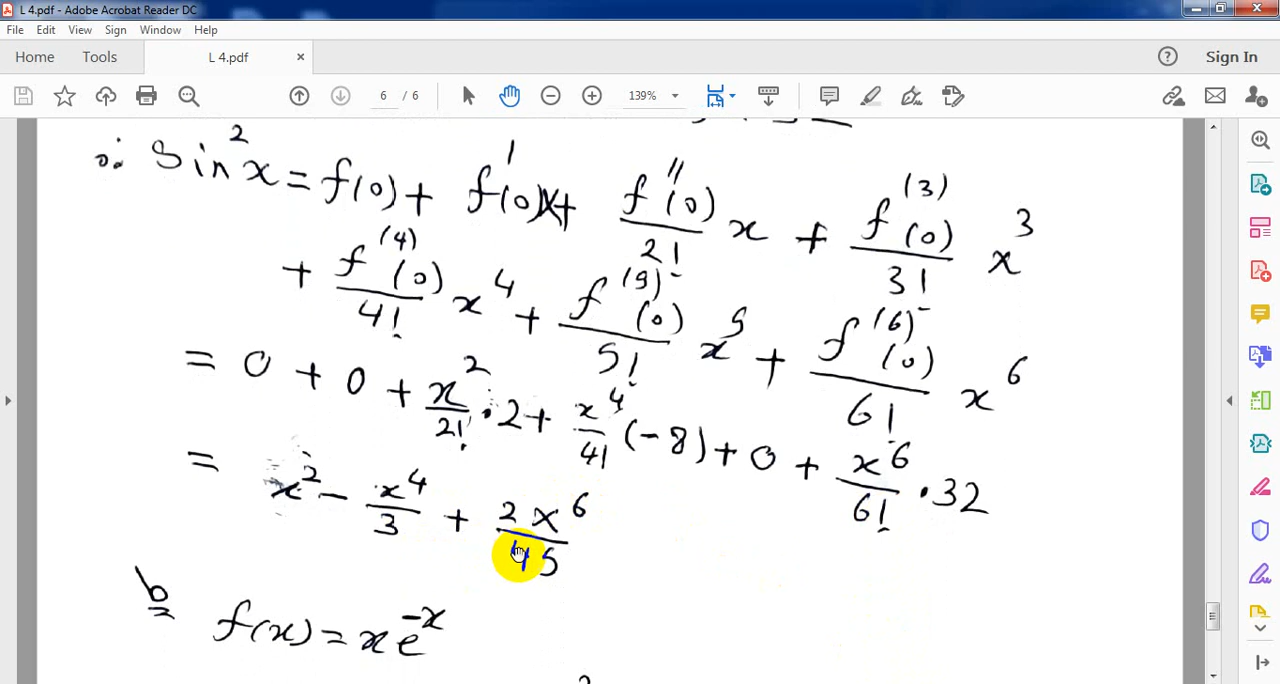 L 4.pdf - Adobe Acrobat Reader DC
File Edit View Sign Window Help
Home Tools L 4.pdf × Sign In
6 / 6 139%
∴ Sin²x = f(0) + f'(0)x + f''(0)/2! x + f⁽³⁾(0)/3! x³
+ f⁽⁴⁾(0)/4! x⁴ + f⁽⁵⁾(0)/5! x⁵ + f⁽⁶⁾(0)/6! x⁶
= 0 + 0 + x²/2! · 2 + x⁴/4! (-8) + 0 + x⁶/6! · 32
= x² - x⁴/3 + 2x⁶/45
b
f(x) = x e⁻ˣ